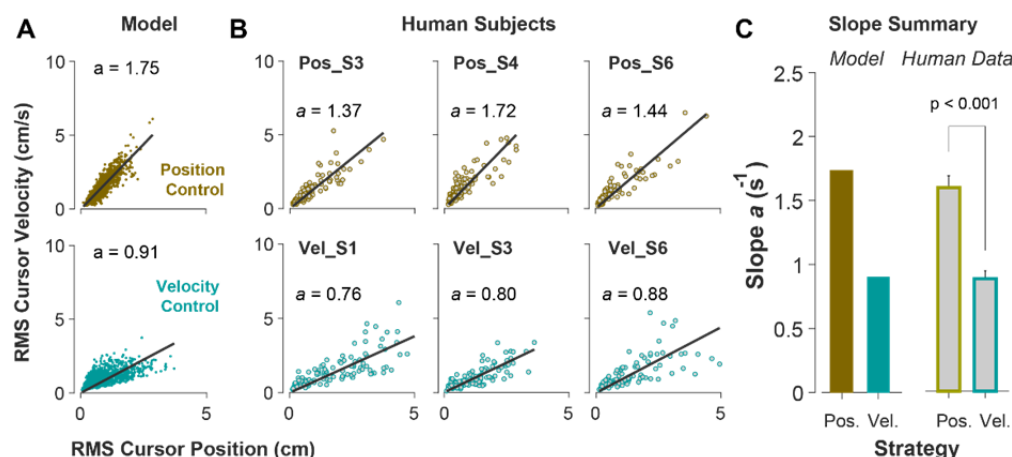 A Model B Human Subjects C Slope Summary
Model Human Data
RMS Cursor Velocity (cm/s)
10
5
0
a = 1.75
Position
Control
Pos_S3
a = 1.37
Pos_S4
a = 1.72
Pos_S6
a = 1.44
10
5
0
10
5
0
0 5
a = 0.91
Velocity
Control
Vel_S1
a = 0.76
Vel_S3
a = 0.80
Vel_S6
a = 0.88
10
5
0
0 5 0 5 0 5
RMS Cursor Position (cm)
Slope a (s-1)
2.5
2
1.5
1
0.5
0
p < 0.001
Pos. Vel. Pos. Vel.
Strategy